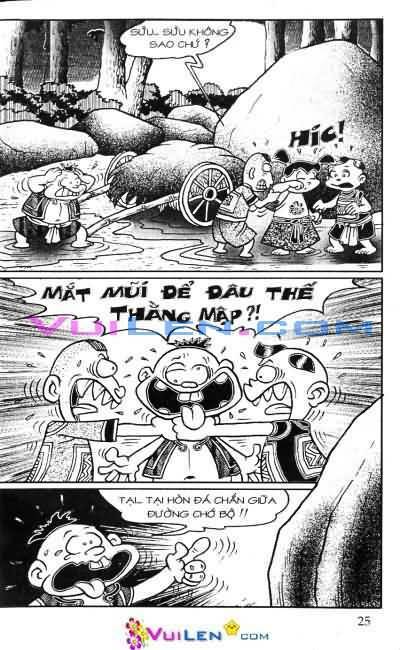 SỬU... SỬU KHÔNG
SAO CHỨ ?
HÍC!
MẮT MŨI ĐỂ ĐÂU THẾ
THẰNG MẬP?!
VUILEN.COM
TẠI... TẠI HÒN ĐÁ CHẮN GIỮA
ĐƯỜNG CHỚ BỘ !!
25
VUILEN.COM